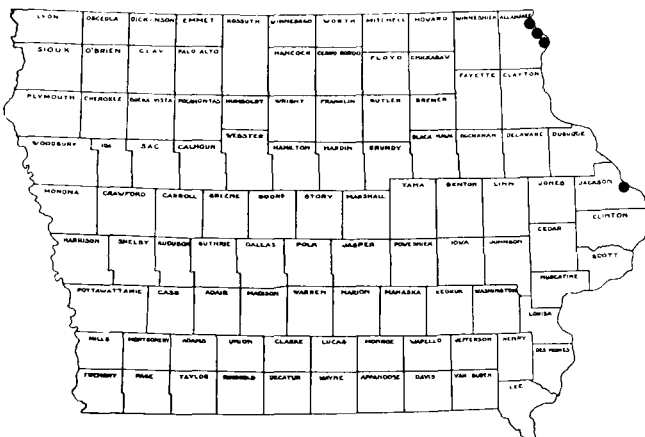 LYON OSCEOLA DICKINSON EMMET KOSSUTH WINNEBAGO WORTH MITCHELL HOWARD WINNESHIEK ALLAMAKEE
SIOUX O'BRIEN CLAY PALO ALTO HANCOCK CERRO GORDO FLOYD CHICKASAW
FAYETTE CLAYTON
PLYMOUTH CHEROKEE BUENA VISTA POCAHONTAS HUMBOLDT WRIGHT FRANKLIN BUTLER BREMER
WEBSTER
WOODBURY IDA SAC CALHOUN HAMILTON HARDIN GRUNDY BLACK HAWK BUCHANAN DELAWARE DUBUQUE
MONONA CRAWFORD CARROLL GREENE BOONE STORY MARSHALL TAMA BENTON LINN JONES JACKSON
CLINTON
CEDAR
HARRISON SHELBY AUDUBON GUTHRIE DALLAS POLK JASPER POWESHIEK IOWA JOHNSON
SCOTT
MUSCATINE
POTTAWATTAMIE CASS ADAIR MADISON WARREN MARION MAHASKA KEOKUK WASHINGTON
LOUISA
MILLS MONTGOMERY ADAMS UNION CLARKE LUCAS MONROE WAPELLO JEFFERSON HENRY
DES MOINES
FREMONT PAGE TAYLOR RINGGOLD DECATUR WAYNE APPANOOSE DAVIS VAN BUREN
LEE